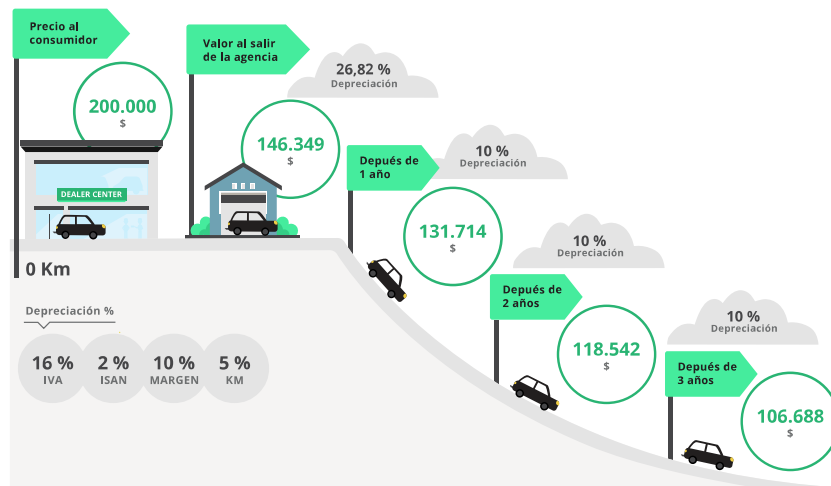 Precio al
consumidor
200.000
$
DEALER CENTER
0 Km
Valor al salir
de la agencia
146.349
$
26,82 %
Depreciación
Depués de
1 año
131.714
$
10 %
Depreciación
Depués de
2 años
118.542
$
10 %
Depreciación
Depués de
3 años
106.688
$
10 %
Depreciación
Depreciación %
16 %
IVA
2 %
ISAN
10 %
MARGEN
5 %
KM